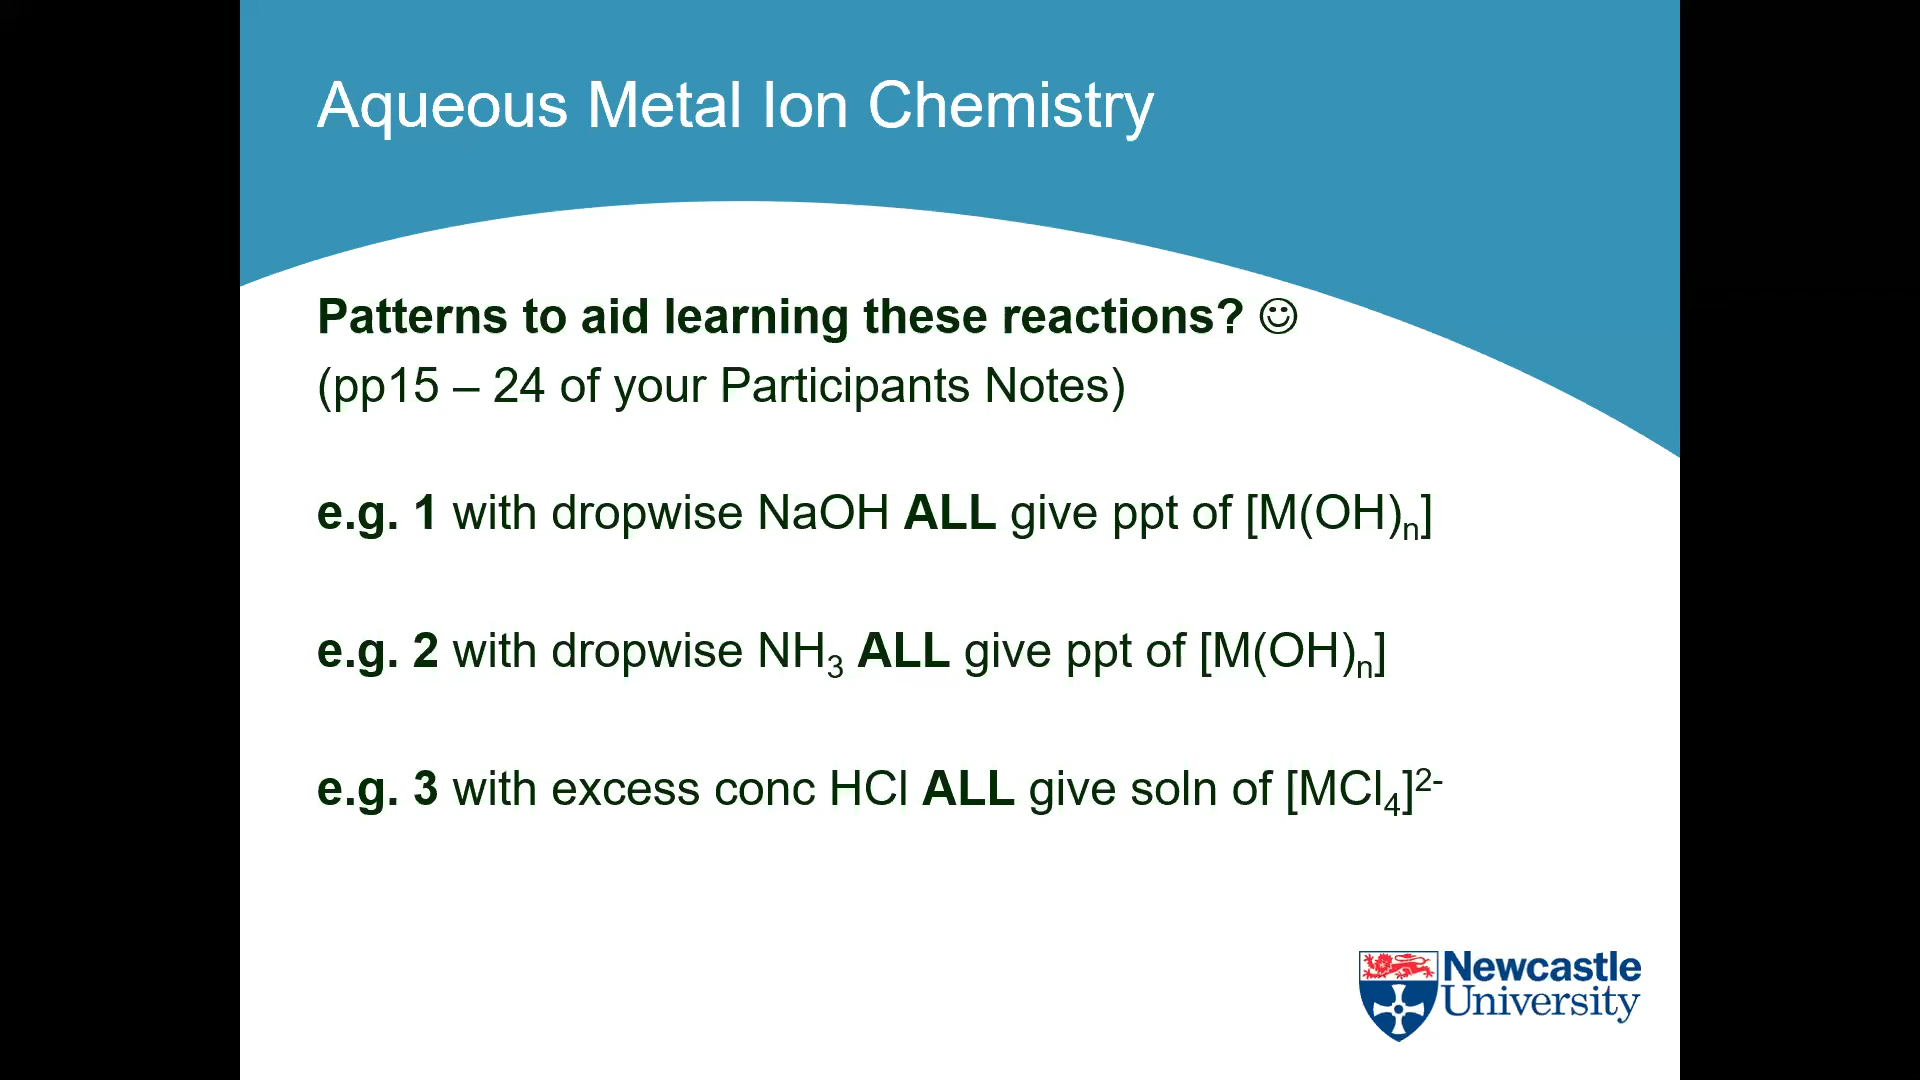 Aqueous Metal Ion Chemistry
Patterns to aid learning these reactions? ☺
(pp15 – 24 of your Participants Notes)
e.g. 1 with dropwise NaOH ALL give ppt of [M(OH)ₙ]
e.g. 2 with dropwise NH₃ ALL give ppt of [M(OH)ₙ]
e.g. 3 with excess conc HCl ALL give soln of [MCl₄]²⁻
Newcastle
University